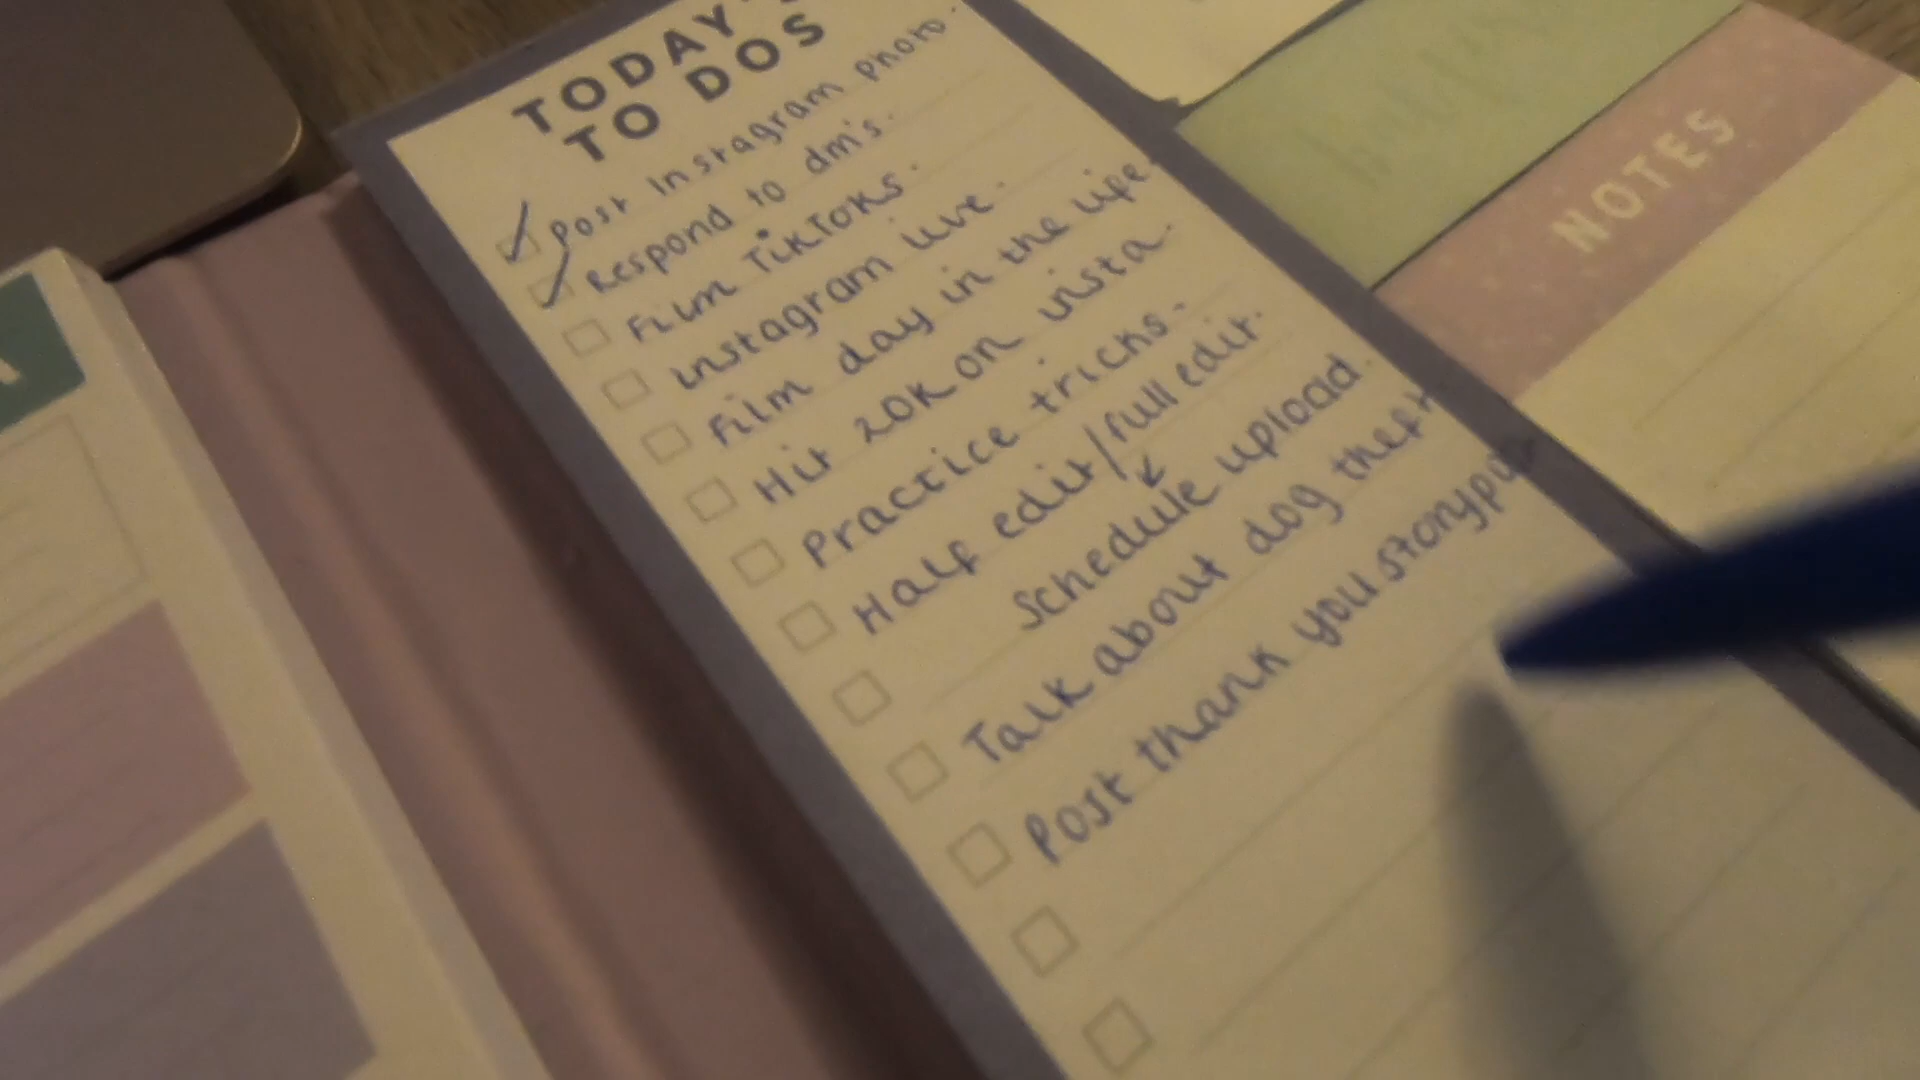 TODAY'S
TO DOS
Post Instagram photo.
Respond to dm's.
Film TikToks.
instagram live.
Film day in the life.
Hit 20K on insta.
Practice tricks.
Half edit/full edit.
Schedule upload.
Talk about dog theft
Post thank you
NOTES